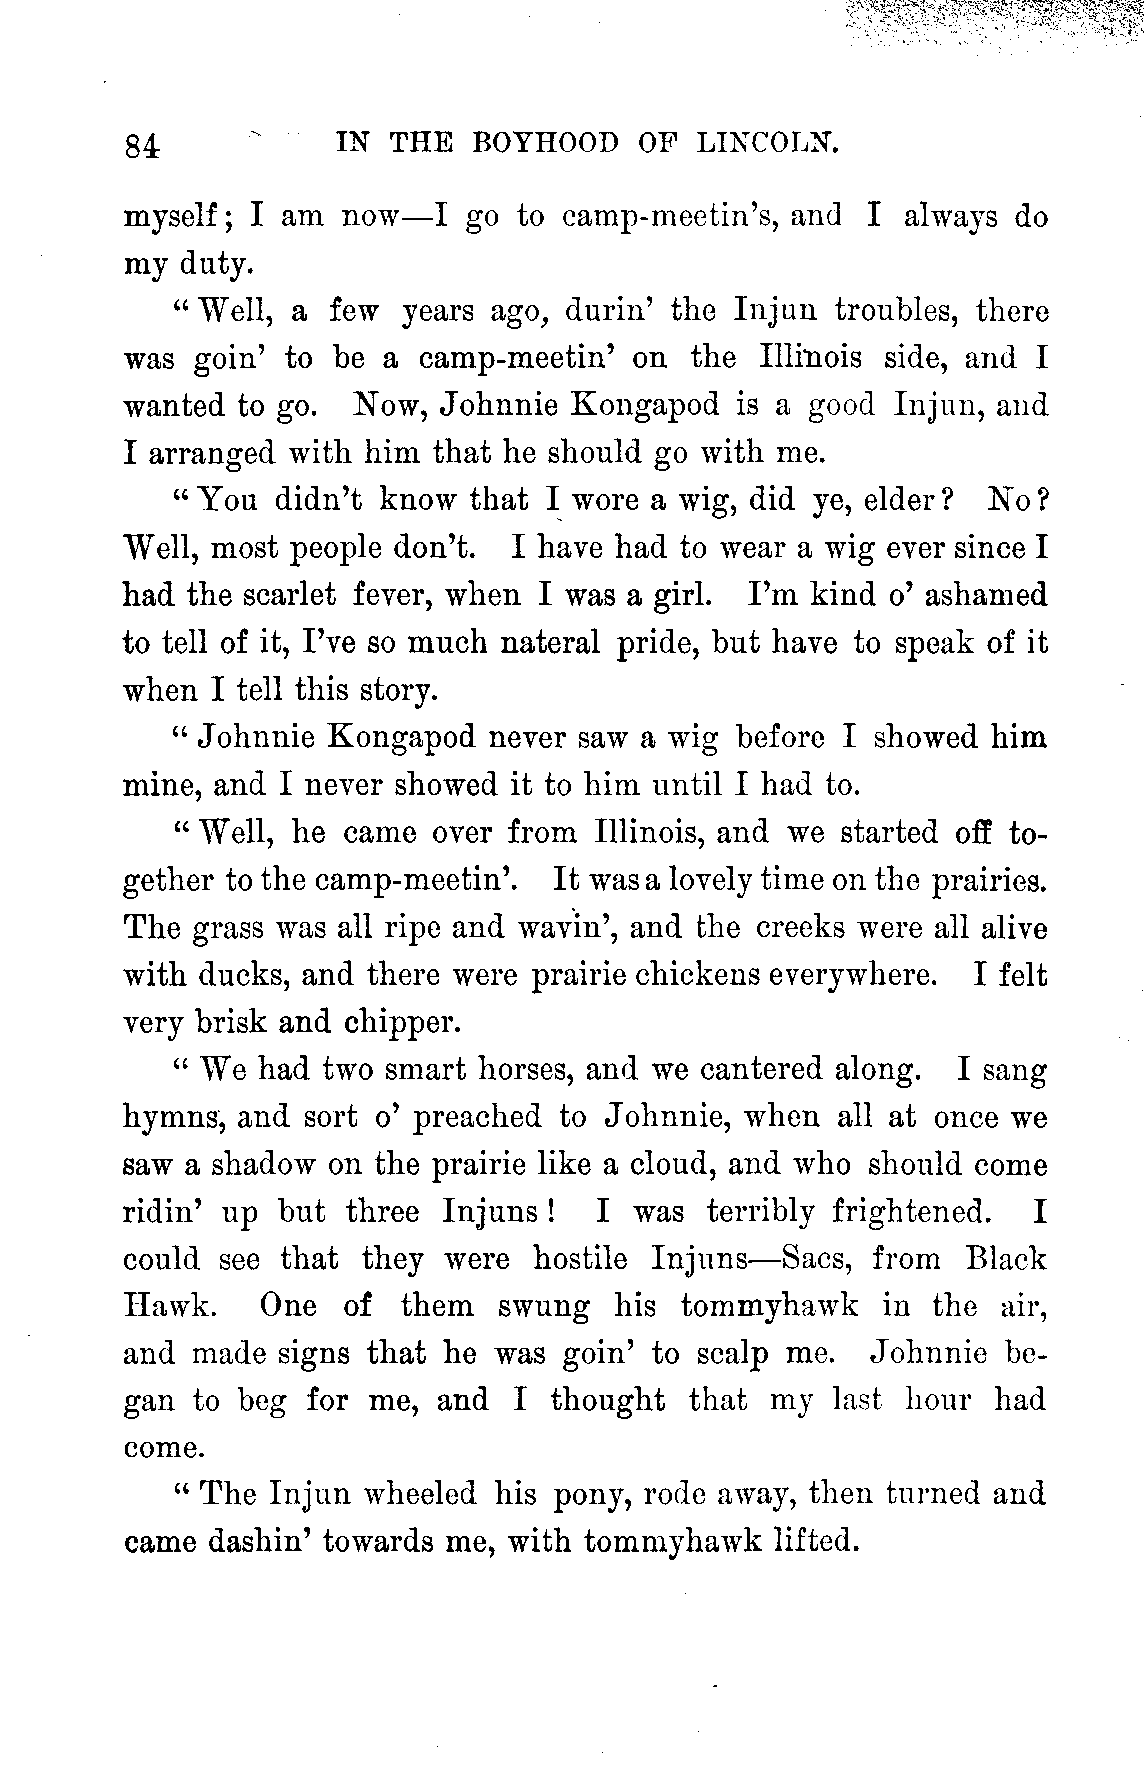 84 IN THE BOYHOOD OF LINCOLN.
myself; I am now—I go to camp-meetin's, and I always do
my duty.
"Well, a few years ago, durin' the Injun troubles, there
was goin' to be a camp-meetin' on the Illinois side, and I
wanted to go. Now, Johnnie Kongapod is a good Injun, and
I arranged with him that he should go with me.
"You didn't know that I wore a wig, did ye, elder? No?
Well, most people don't. I have had to wear a wig ever since I
had the scarlet fever, when I was a girl. I'm kind o' ashamed
to tell of it, I've so much nateral pride, but have to speak of it
when I tell this story.
"Johnnie Kongapod never saw a wig before I showed him
mine, and I never showed it to him until I had to.
"Well, he came over from Illinois, and we started off to-
gether to the camp-meetin'. It was a lovely time on the prairies.
The grass was all ripe and wavin', and the creeks were all alive
with ducks, and there were prairie chickens everywhere. I felt
very brisk and chipper.
"We had two smart horses, and we cantered along. I sang
hymns, and sort o' preached to Johnnie, when all at once we
saw a shadow on the prairie like a cloud, and who should come
ridin' up but three Injuns! I was terribly frightened. I
could see that they were hostile Injuns—Sacs, from Black
Hawk. One of them swung his tommyhawk in the air,
and made signs that he was goin' to scalp me. Johnnie be-
gan to beg for me, and I thought that my last hour had
come.
"The Injun wheeled his pony, rode away, then turned and
came dashin' towards me, with tommyhawk lifted.